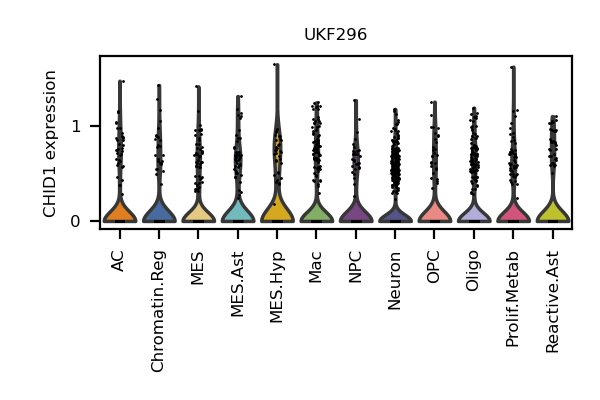 UKF296
CHID1 expression
1
0
AC
Chromatin.Reg
MES
MES.Ast
MES.Hyp
Mac
NPC
Neuron
OPC
Oligo
Prolif.Metab
Reactive.Ast